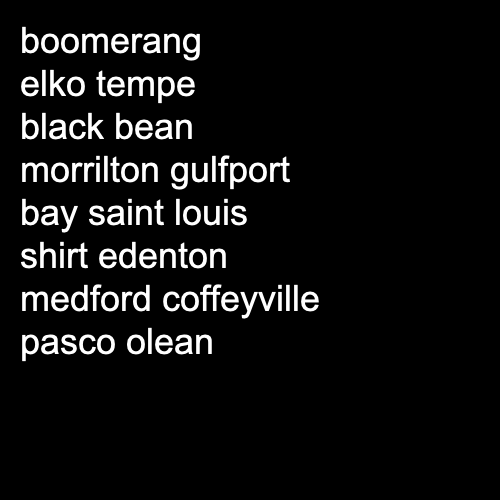 boomerang
elko tempe
black bean
morrilton gulfport
bay saint louis
shirt edenton
medford coffeyville
pasco olean